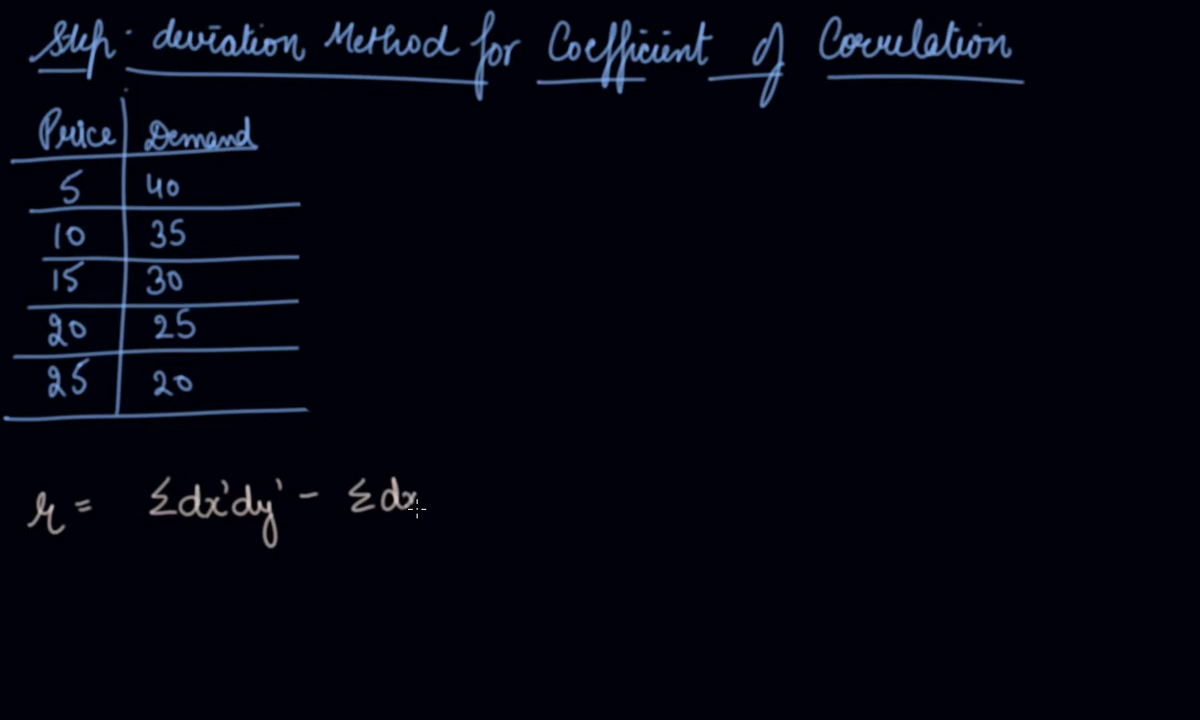 Step-deviation Method for Coefficient of Correlation
Price Demand
5 40
10 35
15 30
20 25
25 20
r = Σdx'dy' - Σdx